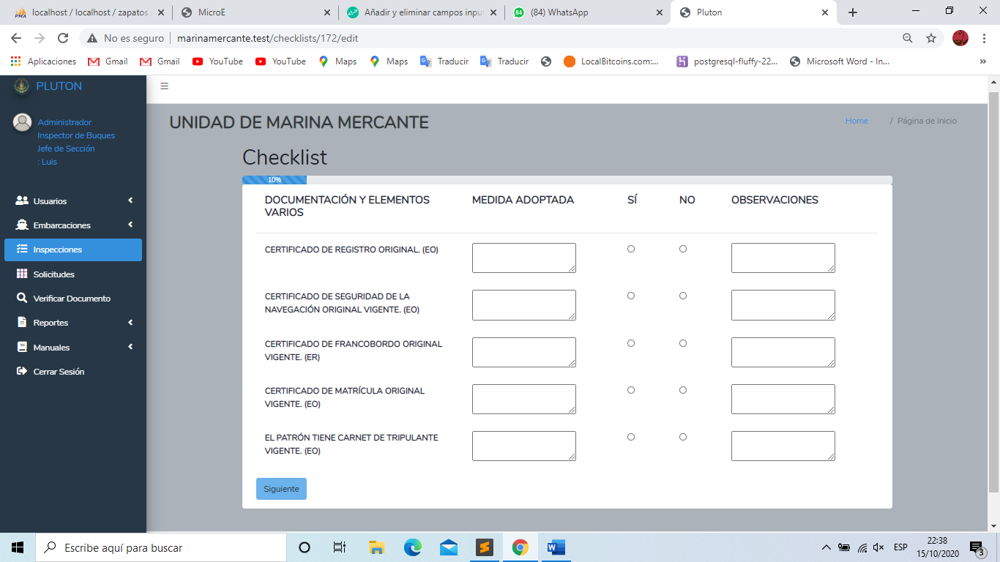 localhost / localhost / zapatos
MicroE
Añadir y eliminar campos inpu
84
(84) WhatsApp
Pluton
No es seguro
marinamercante.test/checklists/172/edit
Aplicaciones
Gmail
Gmail
YouTube
YouTube
Maps
Maps
Traducir
Traducir
LocalBitcoins.com:...
postgresql-fluffy-22...
Microsoft Word - In...
»
PLUTON
Administrador
Inspector de Buques
Jefe de Sección
: Luis
Usuarios
Embarcaciones
Inspecciones
Solicitudes
Verificar Documento
Reportes
Manuales
Cerrar Sesión
UNIDAD DE MARINA MERCANTE
Home / Página de Inicio
Checklist
10%
DOCUMENTACIÓN Y ELEMENTOS
VARIOS
MEDIDA ADOPTADA
SÍ
NO
OBSERVACIONES
CERTIFICADO DE REGISTRO ORIGINAL. (EO)
CERTIFICADO DE SEGURIDAD DE LA
NAVEGACIÓN ORIGINAL VIGENTE. (EO)
CERTIFICADO DE FRANCOBORDO ORIGINAL
VIGENTE. (ER)
CERTIFICADO DE MATRÍCULA ORIGINAL
VIGENTE. (EO)
EL PATRÓN TIENE CARNET DE TRIPULANTE
VIGENTE. (EO)
Siguiente
Escribe aquí para buscar
ESP
22:38
15/10/2020
3